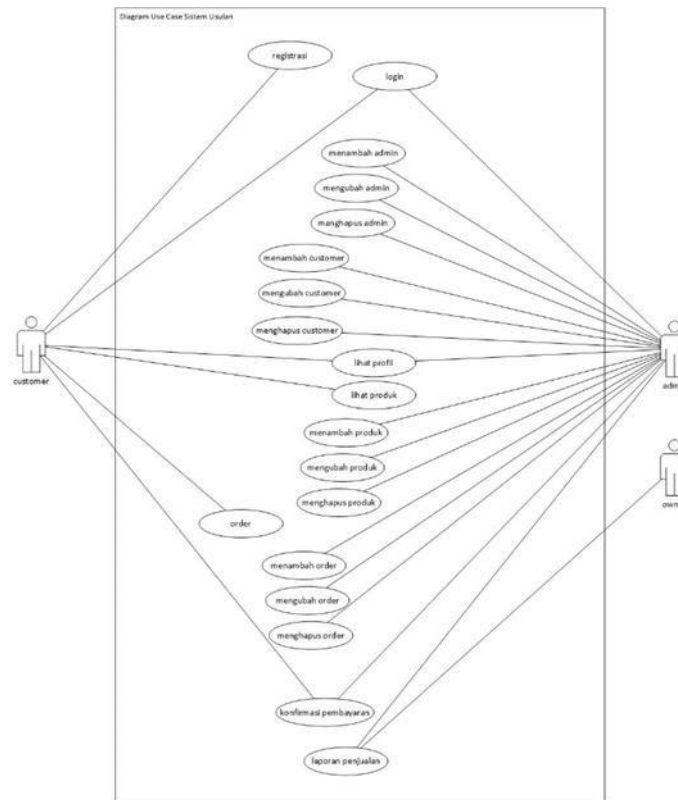 Diagram Use Case Sistem Usulan
registrasi
login
menambah admin
mengubah admin
manghapus admin
menambah customer
mengubah customer
menghapus customer
lihat profil
customer
adm
lihat produk
menambah produk
mengubah produk
menghapus produk
own
order
menambah order
mengubah order
menghapus order
konfirmasi pembayaran
laporan penjualan